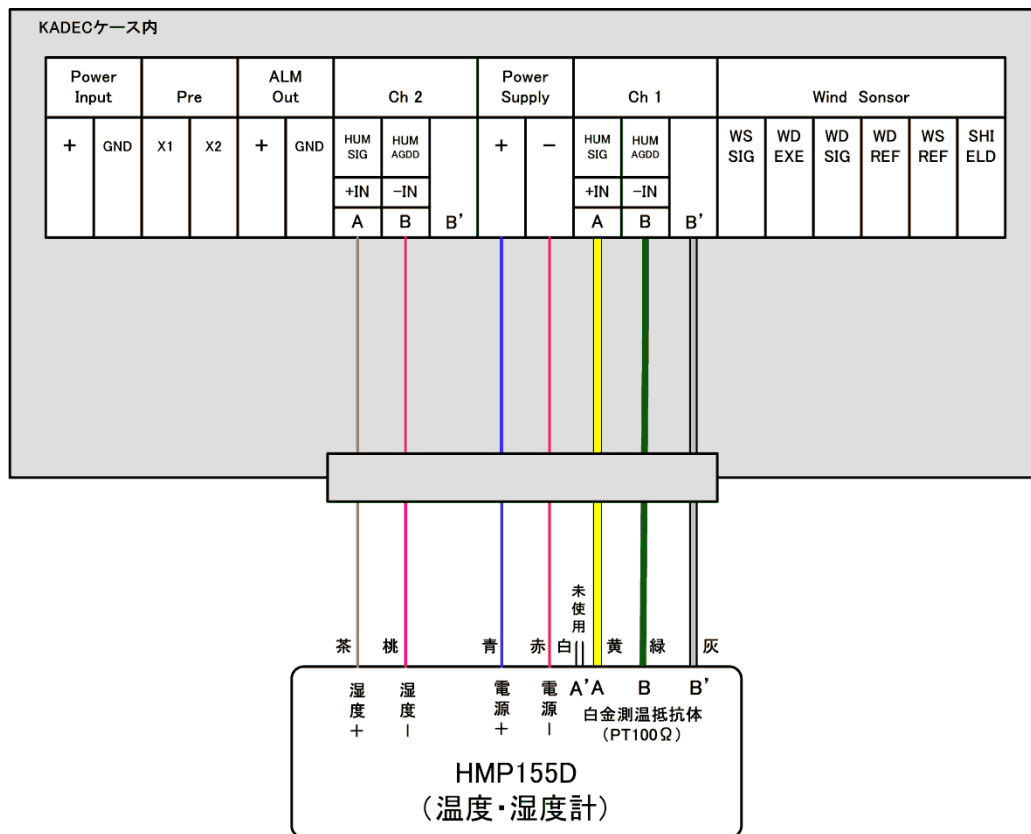 KADECケース内
Power Input Pre ALM Out Ch 2 Power Supply Ch 1 Wind Sonsor
+ GND X1 X2 + GND HUM SIG HUM AGDD + − HUM SIG HUM AGDD WS SIG WD EXE WD SIG WD REF WS REF SHI ELD
+IN −IN +IN −IN
A B B' A B B'
未使用
茶 桃 青 赤 白 黄 緑 灰
湿度+ 湿度− 電源+ 電源− A' A B B'
白金測温抵抗体
(PT100Ω)
HMP155D
(温度・湿度計)